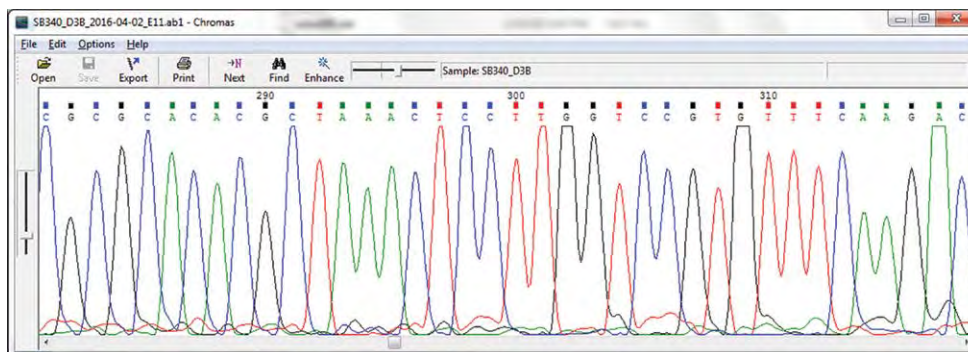 SB340_D3B_2016-04-02_E11.ab1 - Chromas
File Edit Options Help
Open Save Export Print Next Find Enhance Sample: SB340_D3B
290 300 310
C G C G C A C A C G C T A A A C T C C T T G G T C C G T G T T T C A A G A C